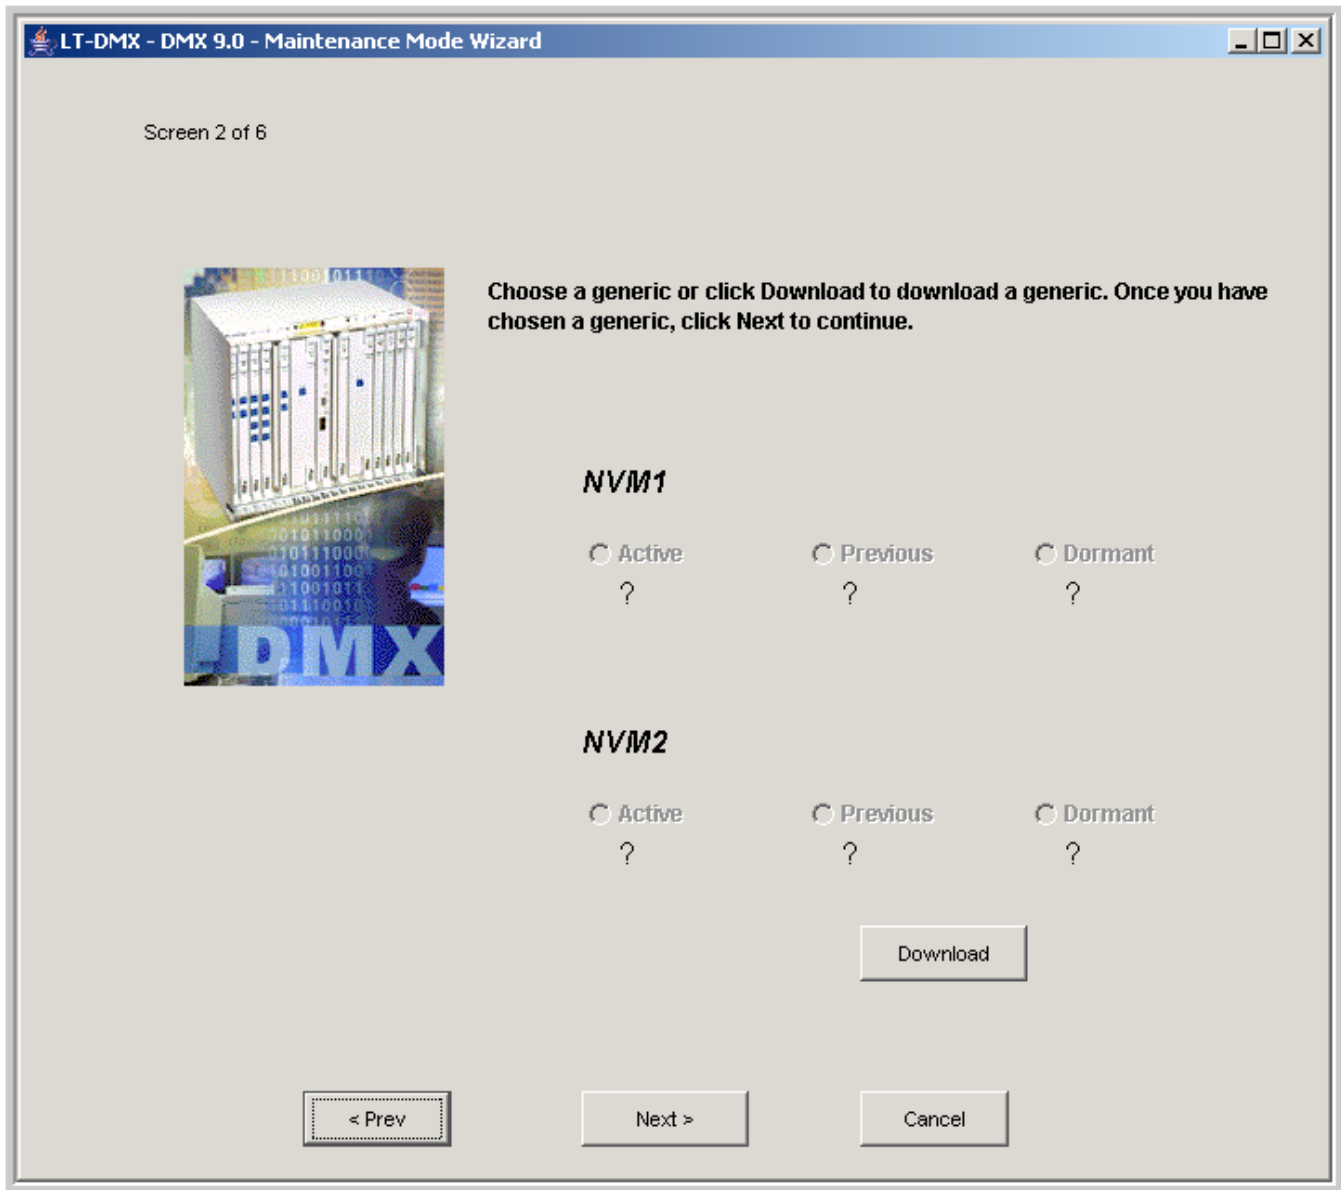 LT-DMX - DMX 9.0 - Maintenance Mode Wizard
Screen 2 of 6
Choose a generic or click Download to download a generic. Once you have
chosen a generic, click Next to continue.
DMX
NVM1
Active Previous Dormant
? ? ?
NVM2
Active Previous Dormant
? ? ?
Download
< Prev Next > Cancel